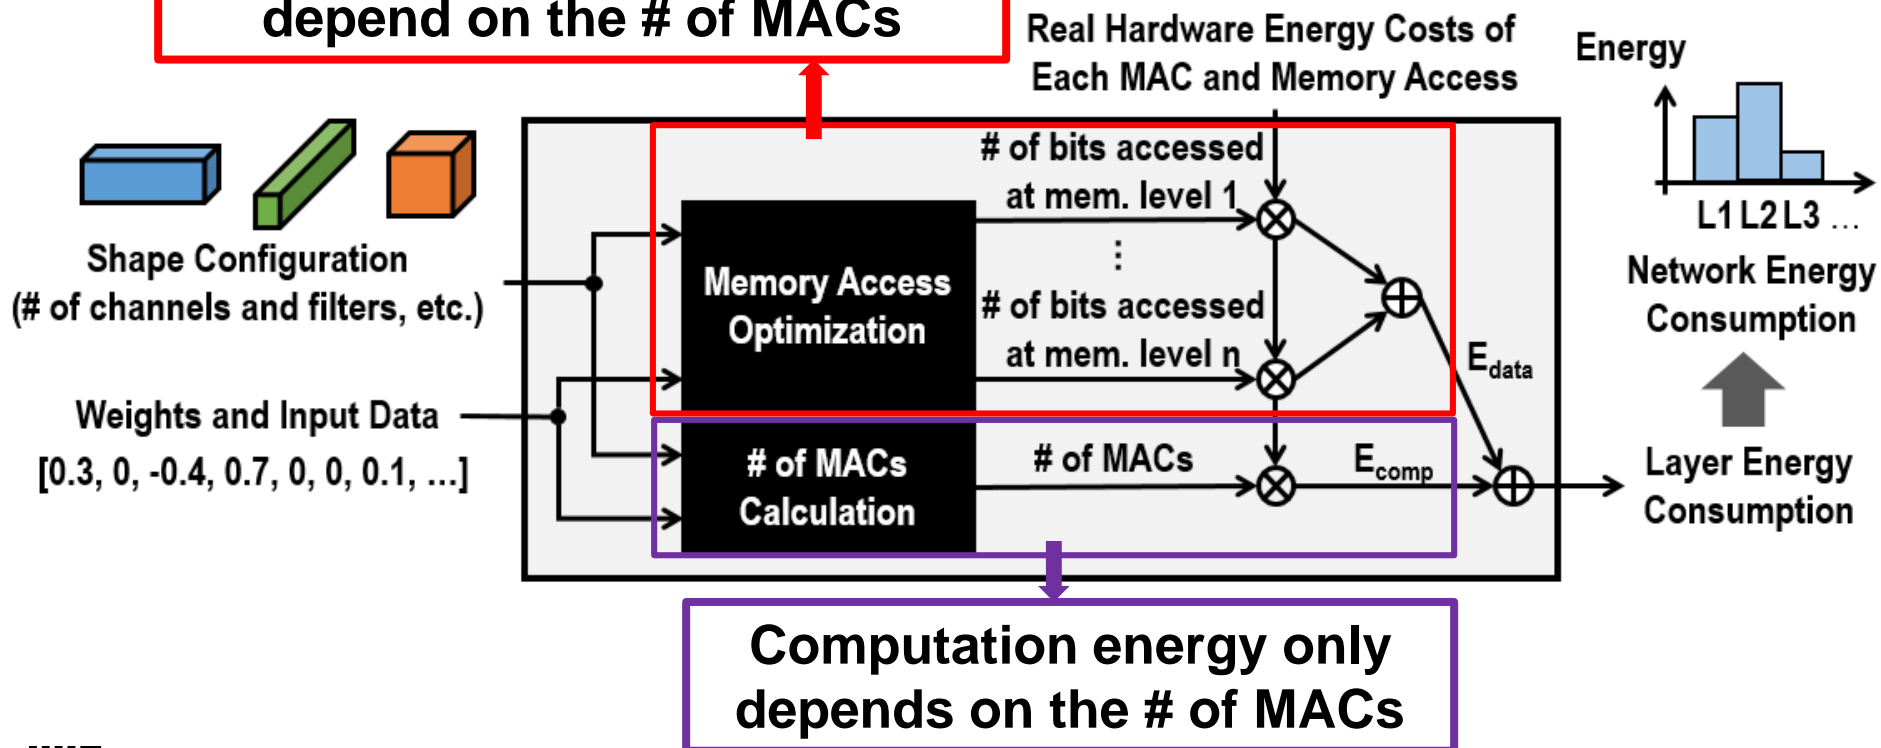 depend on the # of MACs
Real Hardware Energy Costs of
Each MAC and Memory Access
Energy
# of bits accessed
at mem. level 1
L1 L2 L3 ...
Shape Configuration
(# of channels and filters, etc.)
Memory Access
Optimization
⋮
# of bits accessed
at mem. level n
Network Energy
Consumption
E_data
Weights and Input Data
[0.3, 0, -0.4, 0.7, 0, 0, 0.1, ...]
# of MACs
Calculation
# of MACs
E_comp
Layer Energy
Consumption
Computation energy only
depends on the # of MACs